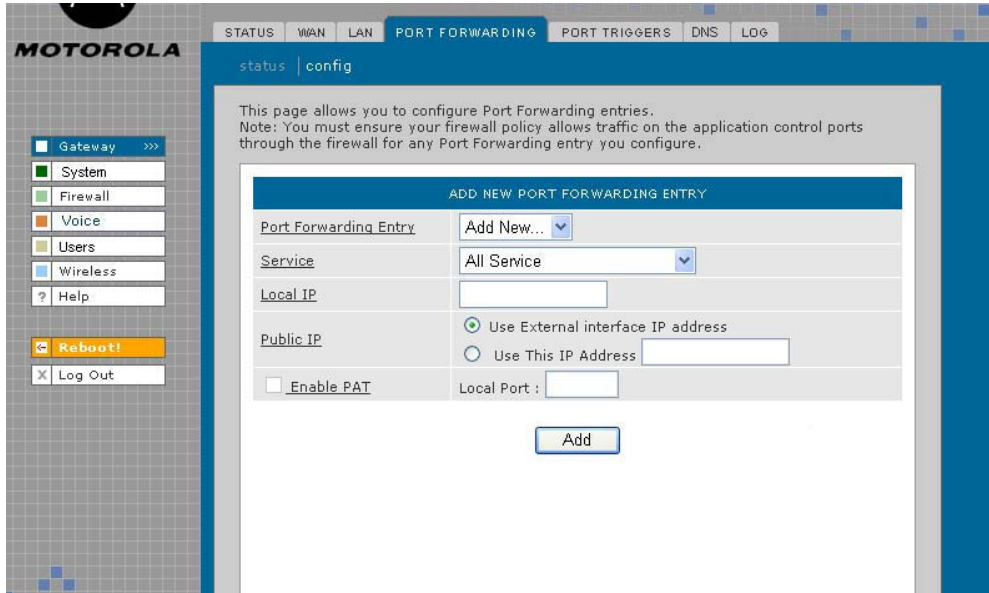 MOTOROLA
STATUS WAN LAN PORT FORWARDING PORT TRIGGERS DNS LOG
status | config
Gateway >>>
System
Firewall
Voice
Users
Wireless
? Help
Reboot!
X Log Out
This page allows you to configure Port Forwarding entries.
Note: You must ensure your firewall policy allows traffic on the application control ports
through the firewall for any Port Forwarding entry you configure.
ADD NEW PORT FORWARDING ENTRY
Port Forwarding Entry Add New...
Service All Service
Local IP
Public IP
Use External interface IP address
Use This IP Address
Enable PAT Local Port :
Add